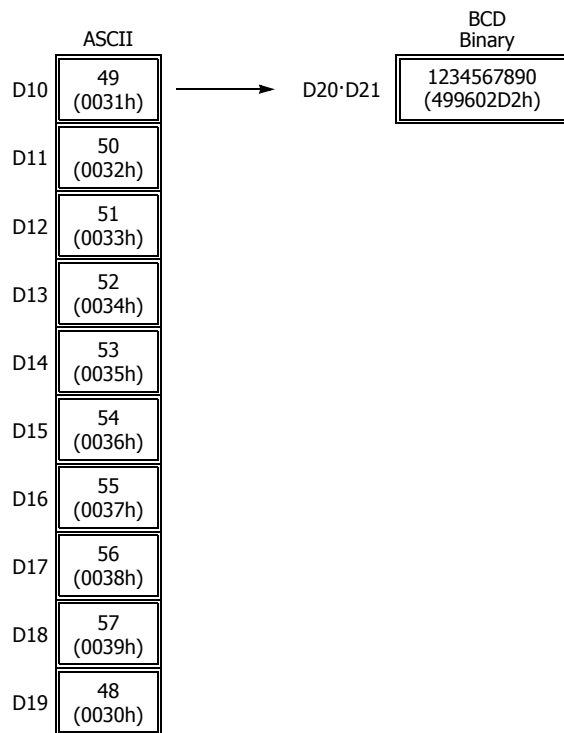 ASCII
BCD
Binary
D10
49
(0031h)
D20·D21
1234567890
(499602D2h)
D11
50
(0032h)
D12
51
(0033h)
D13
52
(0034h)
D14
53
(0035h)
D15
54
(0036h)
D16
55
(0037h)
D17
56
(0038h)
D18
57
(0039h)
D19
48
(0030h)